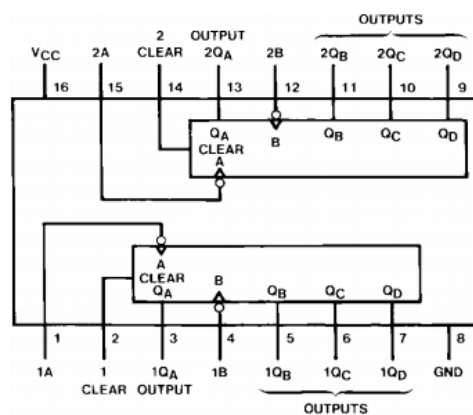 OUTPUTS
2 OUTPUT
VCC 2A CLEAR 2QA 2B 2QB 2QC 2QD
16 15 14 13 12 11 10 9
QA B QB QC QD
CLEAR
A
A
CLEAR B
QA QB QC QD
1 2 3 4 5 6 7 8
1A 1 1QA 1B 1QB 1QC 1QD GND
CLEAR OUTPUT
OUTPUTS